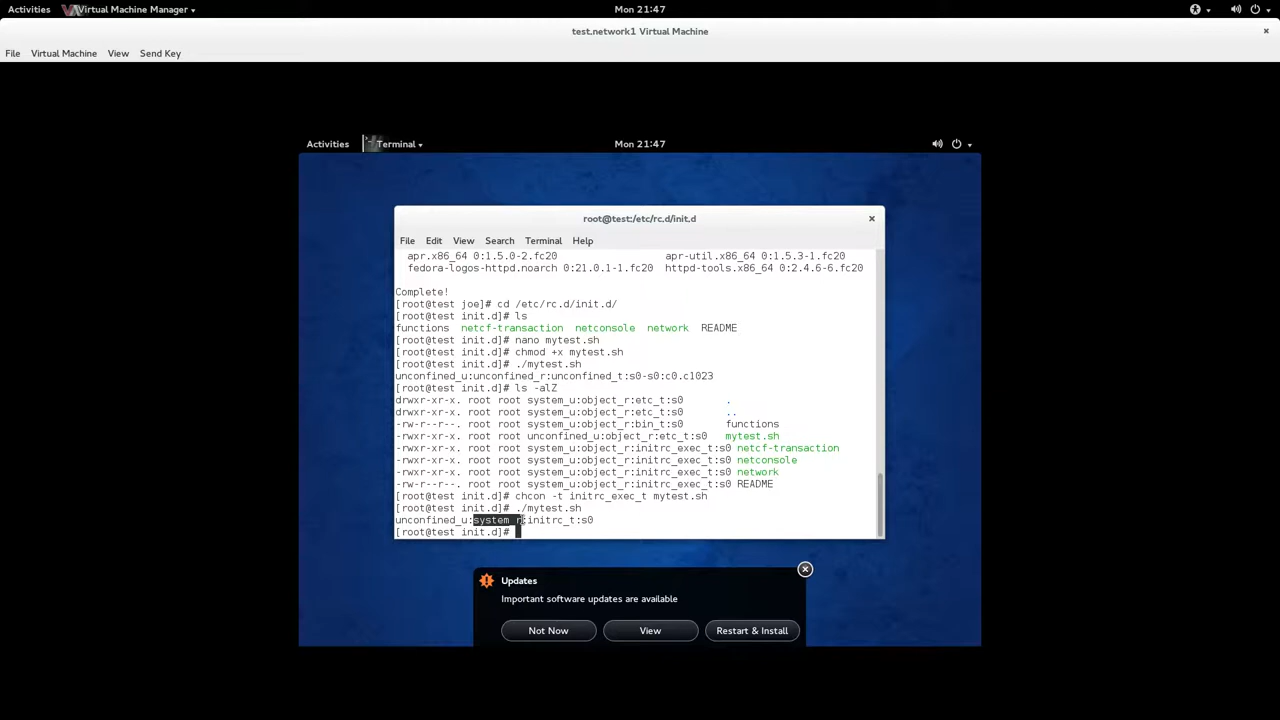 Activities Virtual Machine Manager Mon 21:47
test.network1 Virtual Machine
File Virtual Machine View Send Key
Activities Terminal Mon 21:47
root@test:/etc/rc.d/init.d
File Edit View Search Terminal Help
apr.x86_64 0:1.5.0-2.fc20 apr-util.x86_64 0:1.5.3-1.fc20
fedora-logos-httpd.noarch 0:21.0.1-1.fc20 httpd-tools.x86_64 0:2.4.6-6.fc20
Complete!
[root@test joe]# cd /etc/rc.d/init.d/
[root@test init.d]# ls
functions netcf-transaction netconsole network README
[root@test init.d]# nano mytest.sh
[root@test init.d]# chmod +x mytest.sh
[root@test init.d]# ./mytest.sh
unconfined_u:unconfined_r:unconfined_t:s0-s0:c0.c1023
[root@test init.d]# ls -alZ
drwxr-xr-x. root root system_u:object_r:etc_t:s0 .
drwxr-xr-x. root root system_u:object_r:etc_t:s0 ..
-rw-r--r--. root root system_u:object_r:bin_t:s0 functions
-rwxr-xr-x. root root unconfined_u:object_r:etc_t:s0 mytest.sh
-rwxr-xr-x. root root system_u:object_r:initrc_exec_t:s0 netcf-transaction
-rwxr-xr-x. root root system_u:object_r:initrc_exec_t:s0 netconsole
-rwxr-xr-x. root root system_u:object_r:initrc_exec_t:s0 network
-rw-r--r--. root root system_u:object_r:initrc_exec_t:s0 README
[root@test init.d]# chcon -t initrc_exec_t mytest.sh
[root@test init.d]# ./mytest.sh
unconfined_u:system_r:initrc_t:s0
[root@test init.d]#
Updates
Important software updates are available
Not Now View Restart & Install